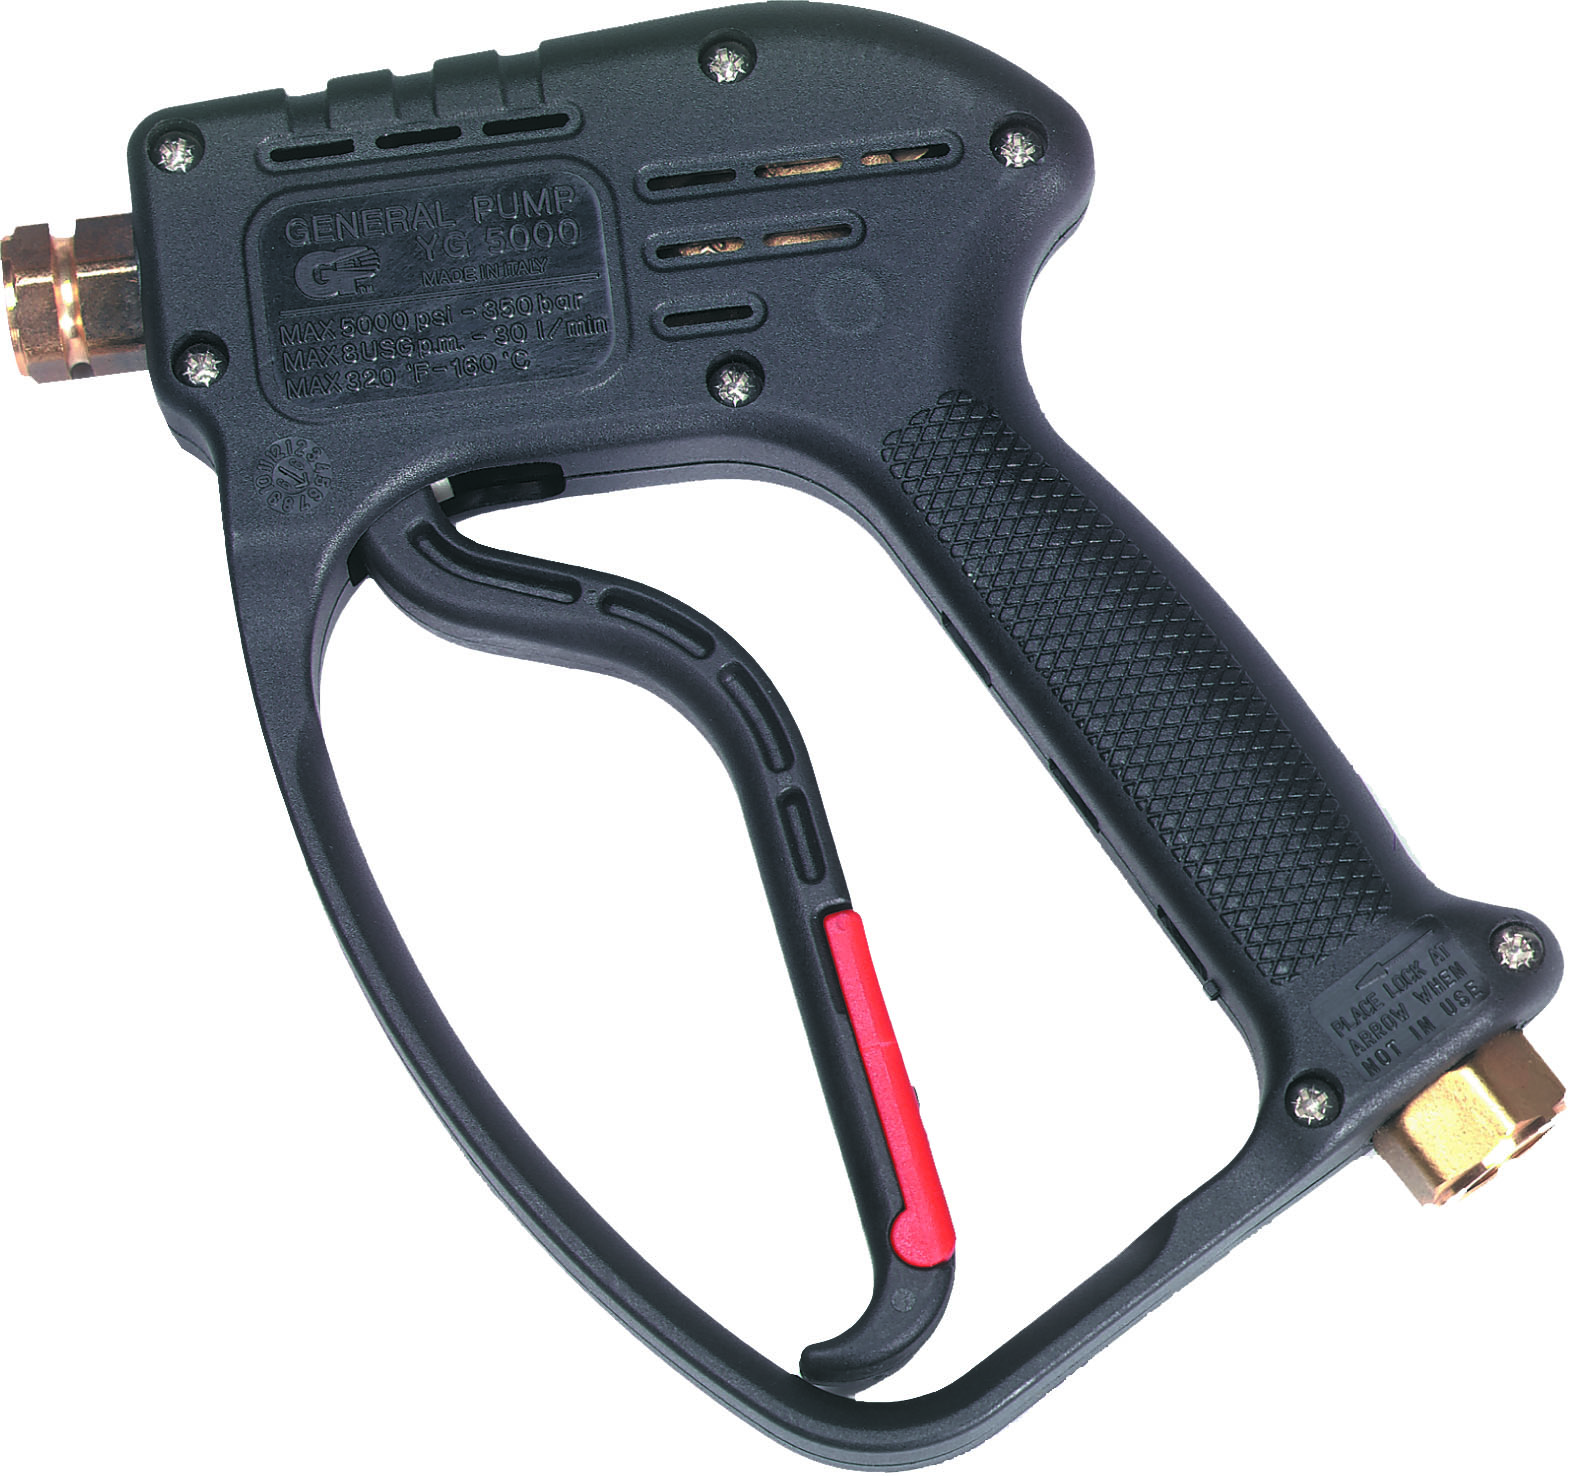 GENERAL PUMP
YG 5000
MADE IN ITALY
GP
MAX 5000 psi - 350 bar
MAX 8 USG p.m. - 30 l/min
MAX 320 °F - 160 °C
PLACE LOCK AT
ARROW WHEN
NOT IN USE